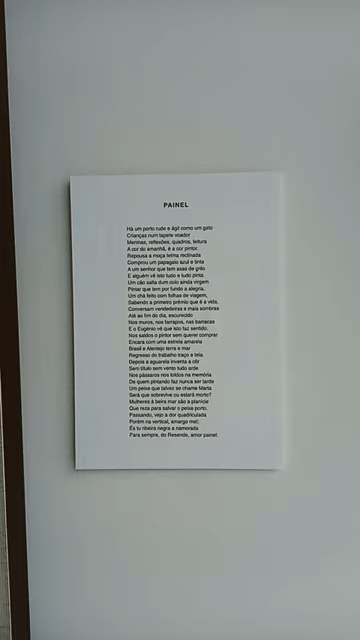 PAINEL
Há um porto rude e ágil como um gato
Crianças num tapete voador
Meninas, reflexões, quadros, leitura
A cor do amanhã, é a cor pintor.
Repousa a moça teima reclinada
Comprou um papagaio azul e tinta
A um senhor que tem asas de grilo
E alguém vê isto tudo e tudo pinta
Um cão salta dum colo ainda virgem
Pintar que tem por fundo a alegria.
Um chá feito com folhas de viagem,
Sabendo a primeiro prémio que é a vida,
Conversam vendedeiras e mais sombras
Até ao fim do dia, escurecido
Nos muros, nos farrapos, nas barracas
E o Eugénio vê que isto faz sentido.
Nos saldos o pintor sem querer comprar
Encara com uma estrela amarela
Brasil e Alentejo terra e mar
Regresso do trabalho traço e tela.
Depois a aguarela inventa a cór
Sem título sem vento tudo arde
Nos pássaros nos toldos na memória
De quem pintando faz nunca ser tarde
Um peixe que talvez se chame Marta
Será que sobrevive ou estará morto?
Mulheres à beira mar são a planície
Que reza para salvar o peixe porto.
Passando, vejo a dor quadriculada
Porém na vertical, amargo mel;
És tu ribeira negra a namorada
Para sempre, do Resende, amor painel.